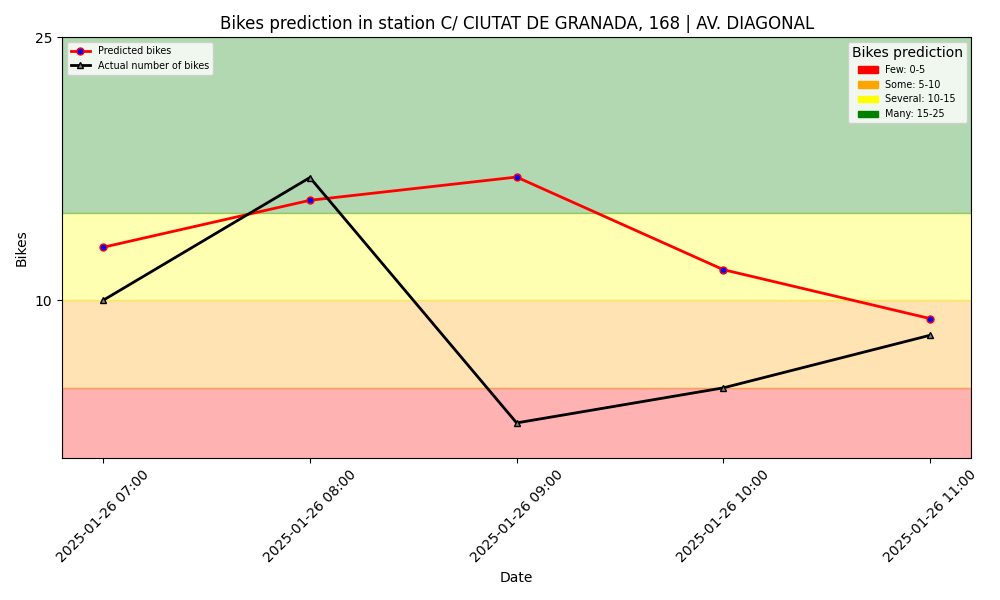 Bikes prediction in station C/ CIUTAT DE GRANADA, 168 | AV. DIAGONAL
25
10
Bikes
Predicted bikes
Actual number of bikes
Bikes prediction
Few: 0-5
Some: 5-10
Several: 10-15
Many: 15-25
2025-01-26 07:00
2025-01-26 08:00
2025-01-26 09:00
2025-01-26 10:00
2025-01-26 11:00
Date